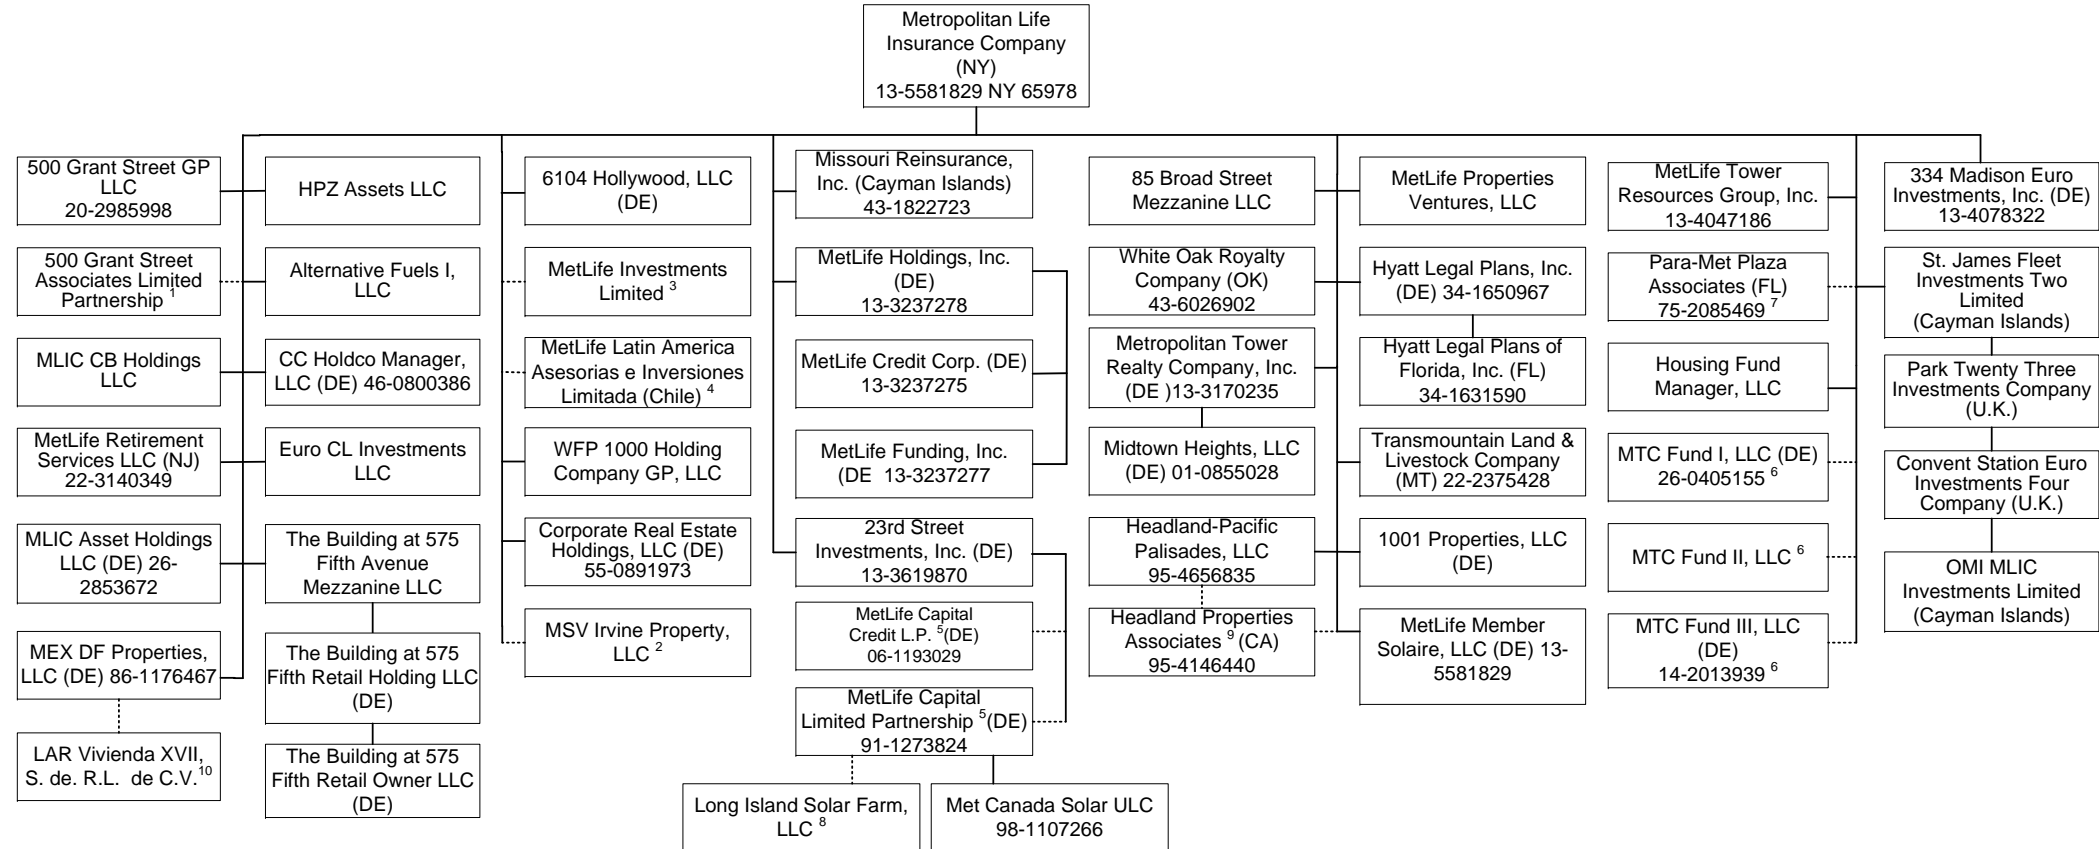 Metropolitan Life
Insurance Company
(NY)
13-5581829 NY 65978
500 Grant Street GP
LLC
20-2985998
500 Grant Street
Associates Limited
Partnership 1
MLIC CB Holdings
LLC
MetLife Retirement
Services LLC (NJ)
22-3140349
MLIC Asset Holdings
LLC (DE) 26-
2853672
MEX DF Properties,
LLC (DE) 86-1176467
LAR Vivienda XVII,
S. de. R.L. de C.V.10
HPZ Assets LLC
Alternative Fuels I,
LLC
CC Holdco Manager,
LLC (DE) 46-0800386
Euro CL Investments
LLC
The Building at 575
Fifth Avenue
Mezzanine LLC
The Building at 575
Fifth Retail Holding LLC
(DE)
The Building at 575
Fifth Retail Owner LLC
(DE)
6104 Hollywood, LLC
(DE)
MetLife Investments
Limited 3
MetLife Latin America
Asesorias e Inversiones
Limitada (Chile) 4
WFP 1000 Holding
Company GP, LLC
Corporate Real Estate
Holdings, LLC (DE)
55-0891973
MSV Irvine Property,
LLC 2
Missouri Reinsurance,
Inc. (Cayman Islands)
43-1822723
MetLife Holdings, Inc.
(DE)
13-3237278
MetLife Credit Corp. (DE)
13-3237275
MetLife Funding, Inc.
(DE 13-3237277
23rd Street
Investments, Inc. (DE)
13-3619870
MetLife Capital
Credit L.P. 5(DE)
06-1193029
MetLife Capital
Limited Partnership 5(DE)
91-1273824
Long Island Solar Farm,
LLC 8
Met Canada Solar ULC
98-1107266
85 Broad Street
Mezzanine LLC
White Oak Royalty
Company (OK)
43-6026902
Metropolitan Tower
Realty Company, Inc.
(DE )13-3170235
Midtown Heights, LLC
(DE) 01-0855028
Headland-Pacific
Palisades, LLC
95-4656835
Headland Properties
Associates 9 (CA)
95-4146440
MetLife Properties
Ventures, LLC
Hyatt Legal Plans, Inc.
(DE) 34-1650967
Hyatt Legal Plans of
Florida, Inc. (FL)
34-1631590
Transmountain Land &
Livestock Company
(MT) 22-2375428
1001 Properties, LLC
(DE)
MetLife Member
Solaire, LLC (DE) 13-
5581829
MetLife Tower
Resources Group, Inc.
13-4047186
Para-Met Plaza
Associates (FL)
75-2085469 7
Housing Fund
Manager, LLC
MTC Fund I, LLC (DE)
26-0405155 6
MTC Fund II, LLC 6
MTC Fund III, LLC
(DE)
14-2013939 6
334 Madison Euro
Investments, Inc. (DE)
13-4078322
St. James Fleet
Investments Two
Limited
(Cayman Islands)
Park Twenty Three
Investments Company
(U.K.)
Convent Station Euro
Investments Four
Company (U.K.)
OMI MLIC
Investments Limited
(Cayman Islands)